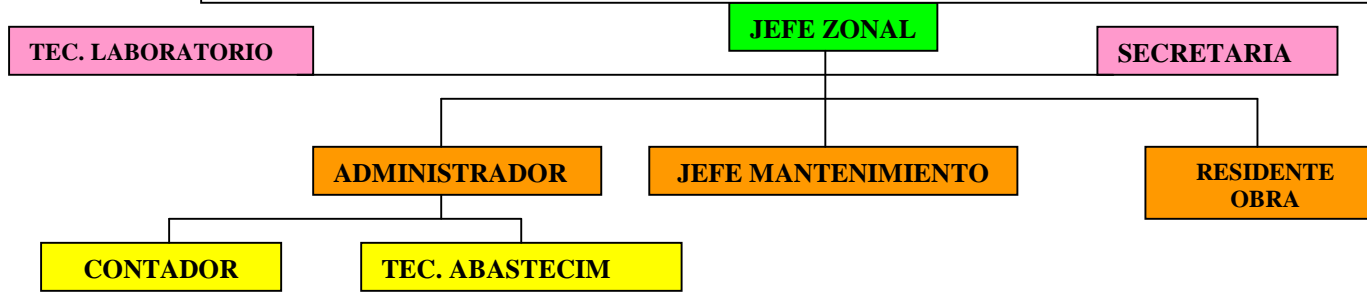 JEFE ZONAL
TEC. LABORATORIO
SECRETARIA
ADMINISTRADOR
JEFE MANTENIMIENTO
RESIDENTE
OBRA
CONTADOR
TEC. ABASTECIM